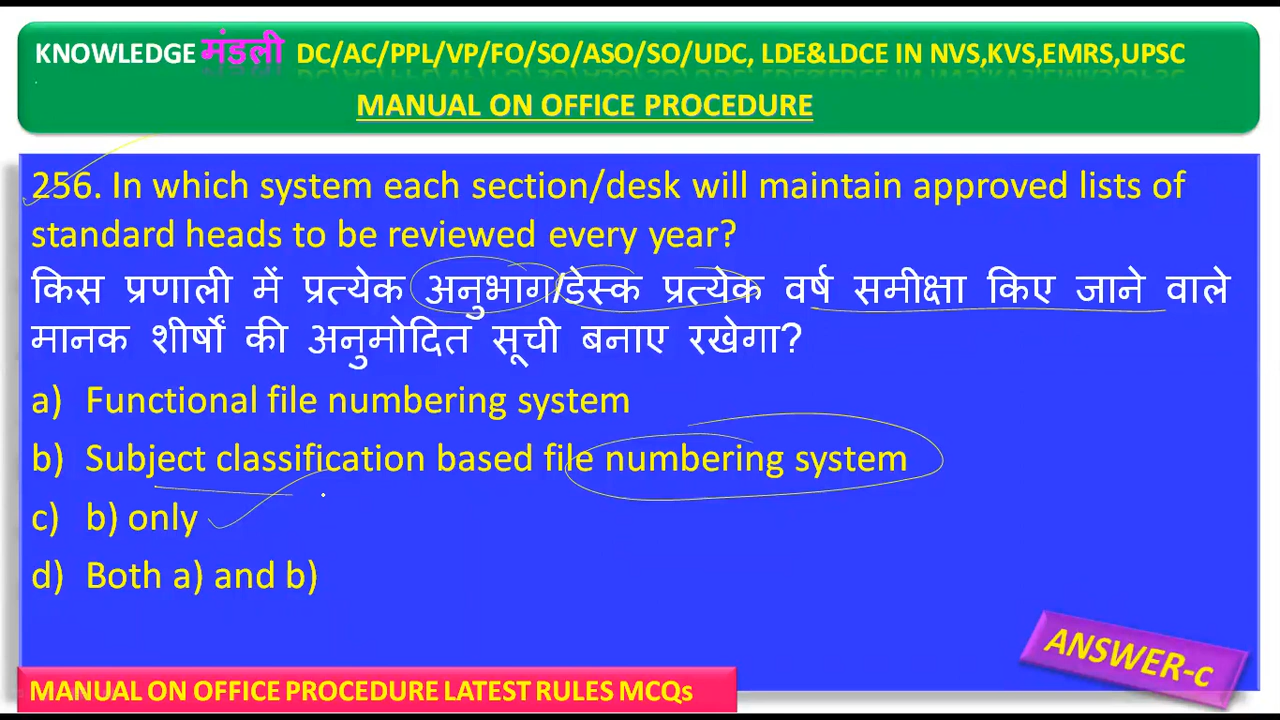 KNOWLEDGE मंडली DC/AC/PPL/VP/FO/SO/ASO/SO/UDC, LDE&LDCE IN NVS,KVS,EMRS,UPSC
MANUAL ON OFFICE PROCEDURE
256. In which system each section/desk will maintain approved lists of
standard heads to be reviewed every year?
किस प्रणाली में प्रत्येक अनुभाग/डेस्क प्रत्येक वर्ष समीक्षा किए जाने वाले
मानक शीर्षों की अनुमोदित सूची बनाए रखेगा?
a) Functional file numbering system
b) Subject classification based file numbering system
c) b) only
d) Both a) and b)
ANSWER-c
MANUAL ON OFFICE PROCEDURE LATEST RULES MCQs